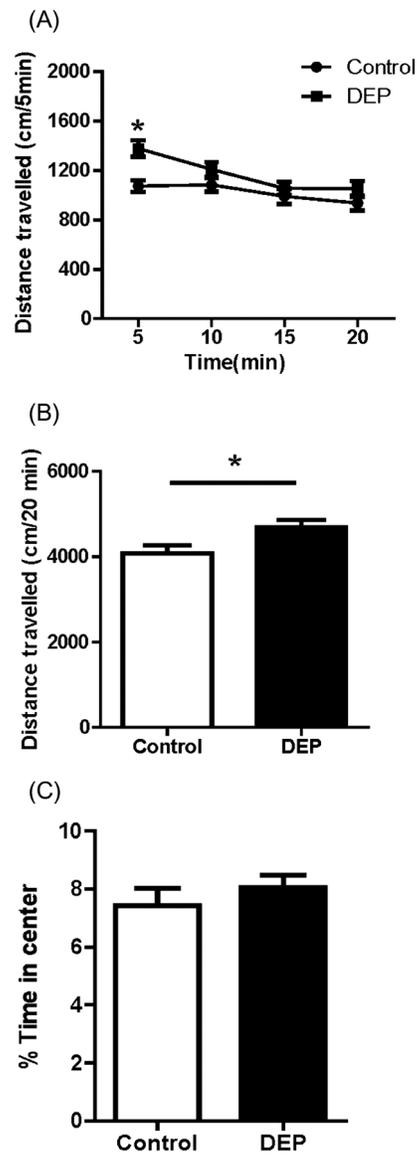 (A)
Distance travelled (cm/5min)
2000
1600
1200
800
400
0
Control
DEP
*
5 10 15 20
Time(min)
(B)
Distance travelled (cm/20 min)
6000
4000
2000
0
*
Control DEP
(C)
% Time in center
10
8
6
4
2
0
Control DEP